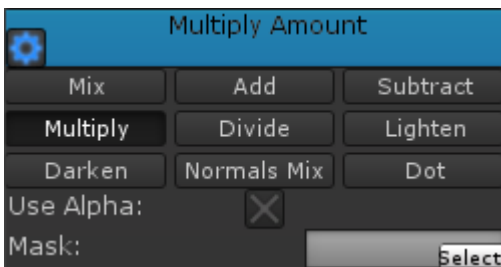 Multiply Amount
Mix Add Subtract
Multiply Divide Lighten
Darken Normals Mix Dot
Use Alpha:
Mask: Select